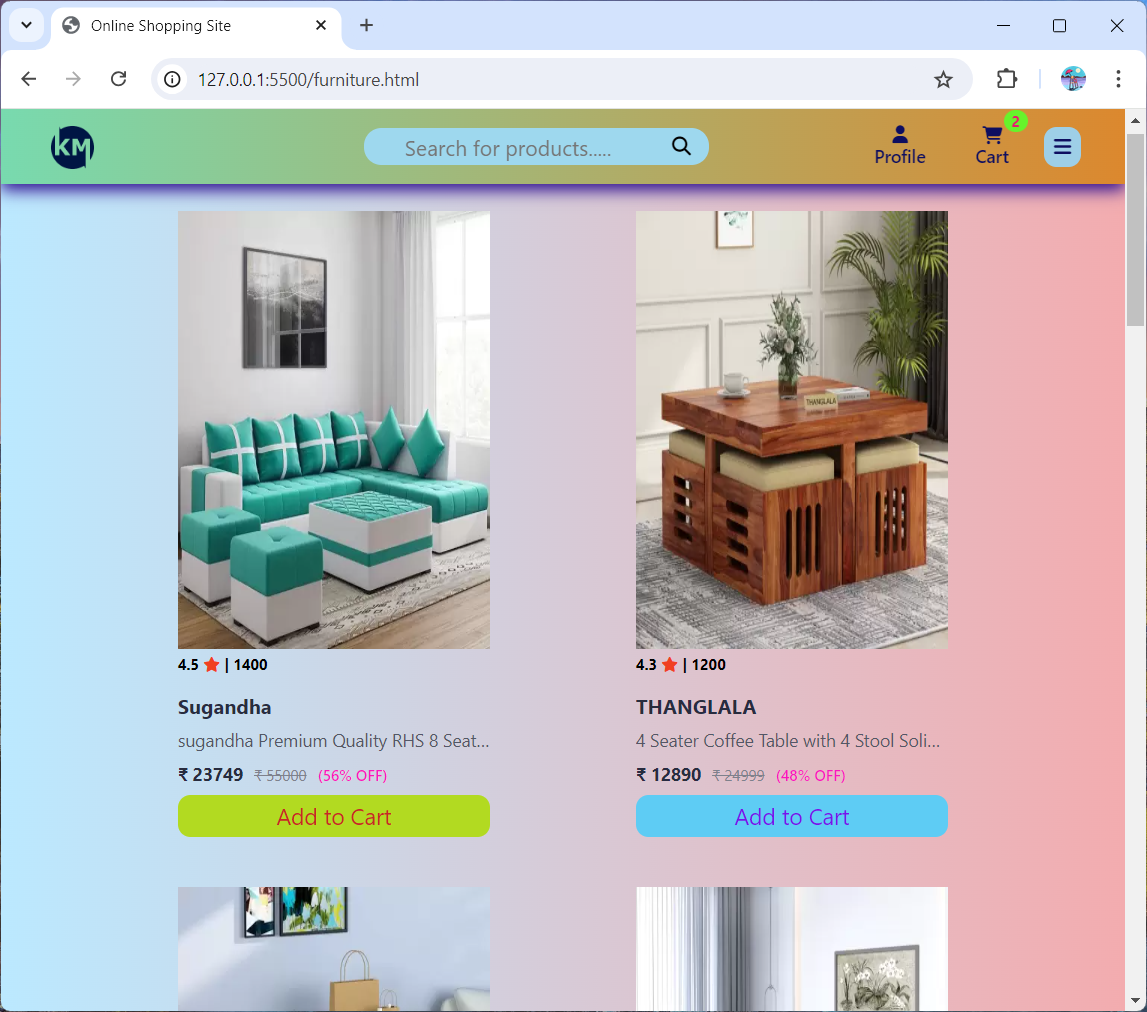 Online Shopping Site
127.0.0.1:5500/furniture.html
KM
Search for products.....
Profile
2
Cart
THANGLALA
4.5 | 1400
Sugandha
sugandha Premium Quality RHS 8 Seat...
₹ 23749 ₹ 55000 (56% OFF)
Add to Cart
4.3 | 1200
THANGLALA
4 Seater Coffee Table with 4 Stool Soli...
₹ 12890 ₹ 24999 (48% OFF)
Add to Cart